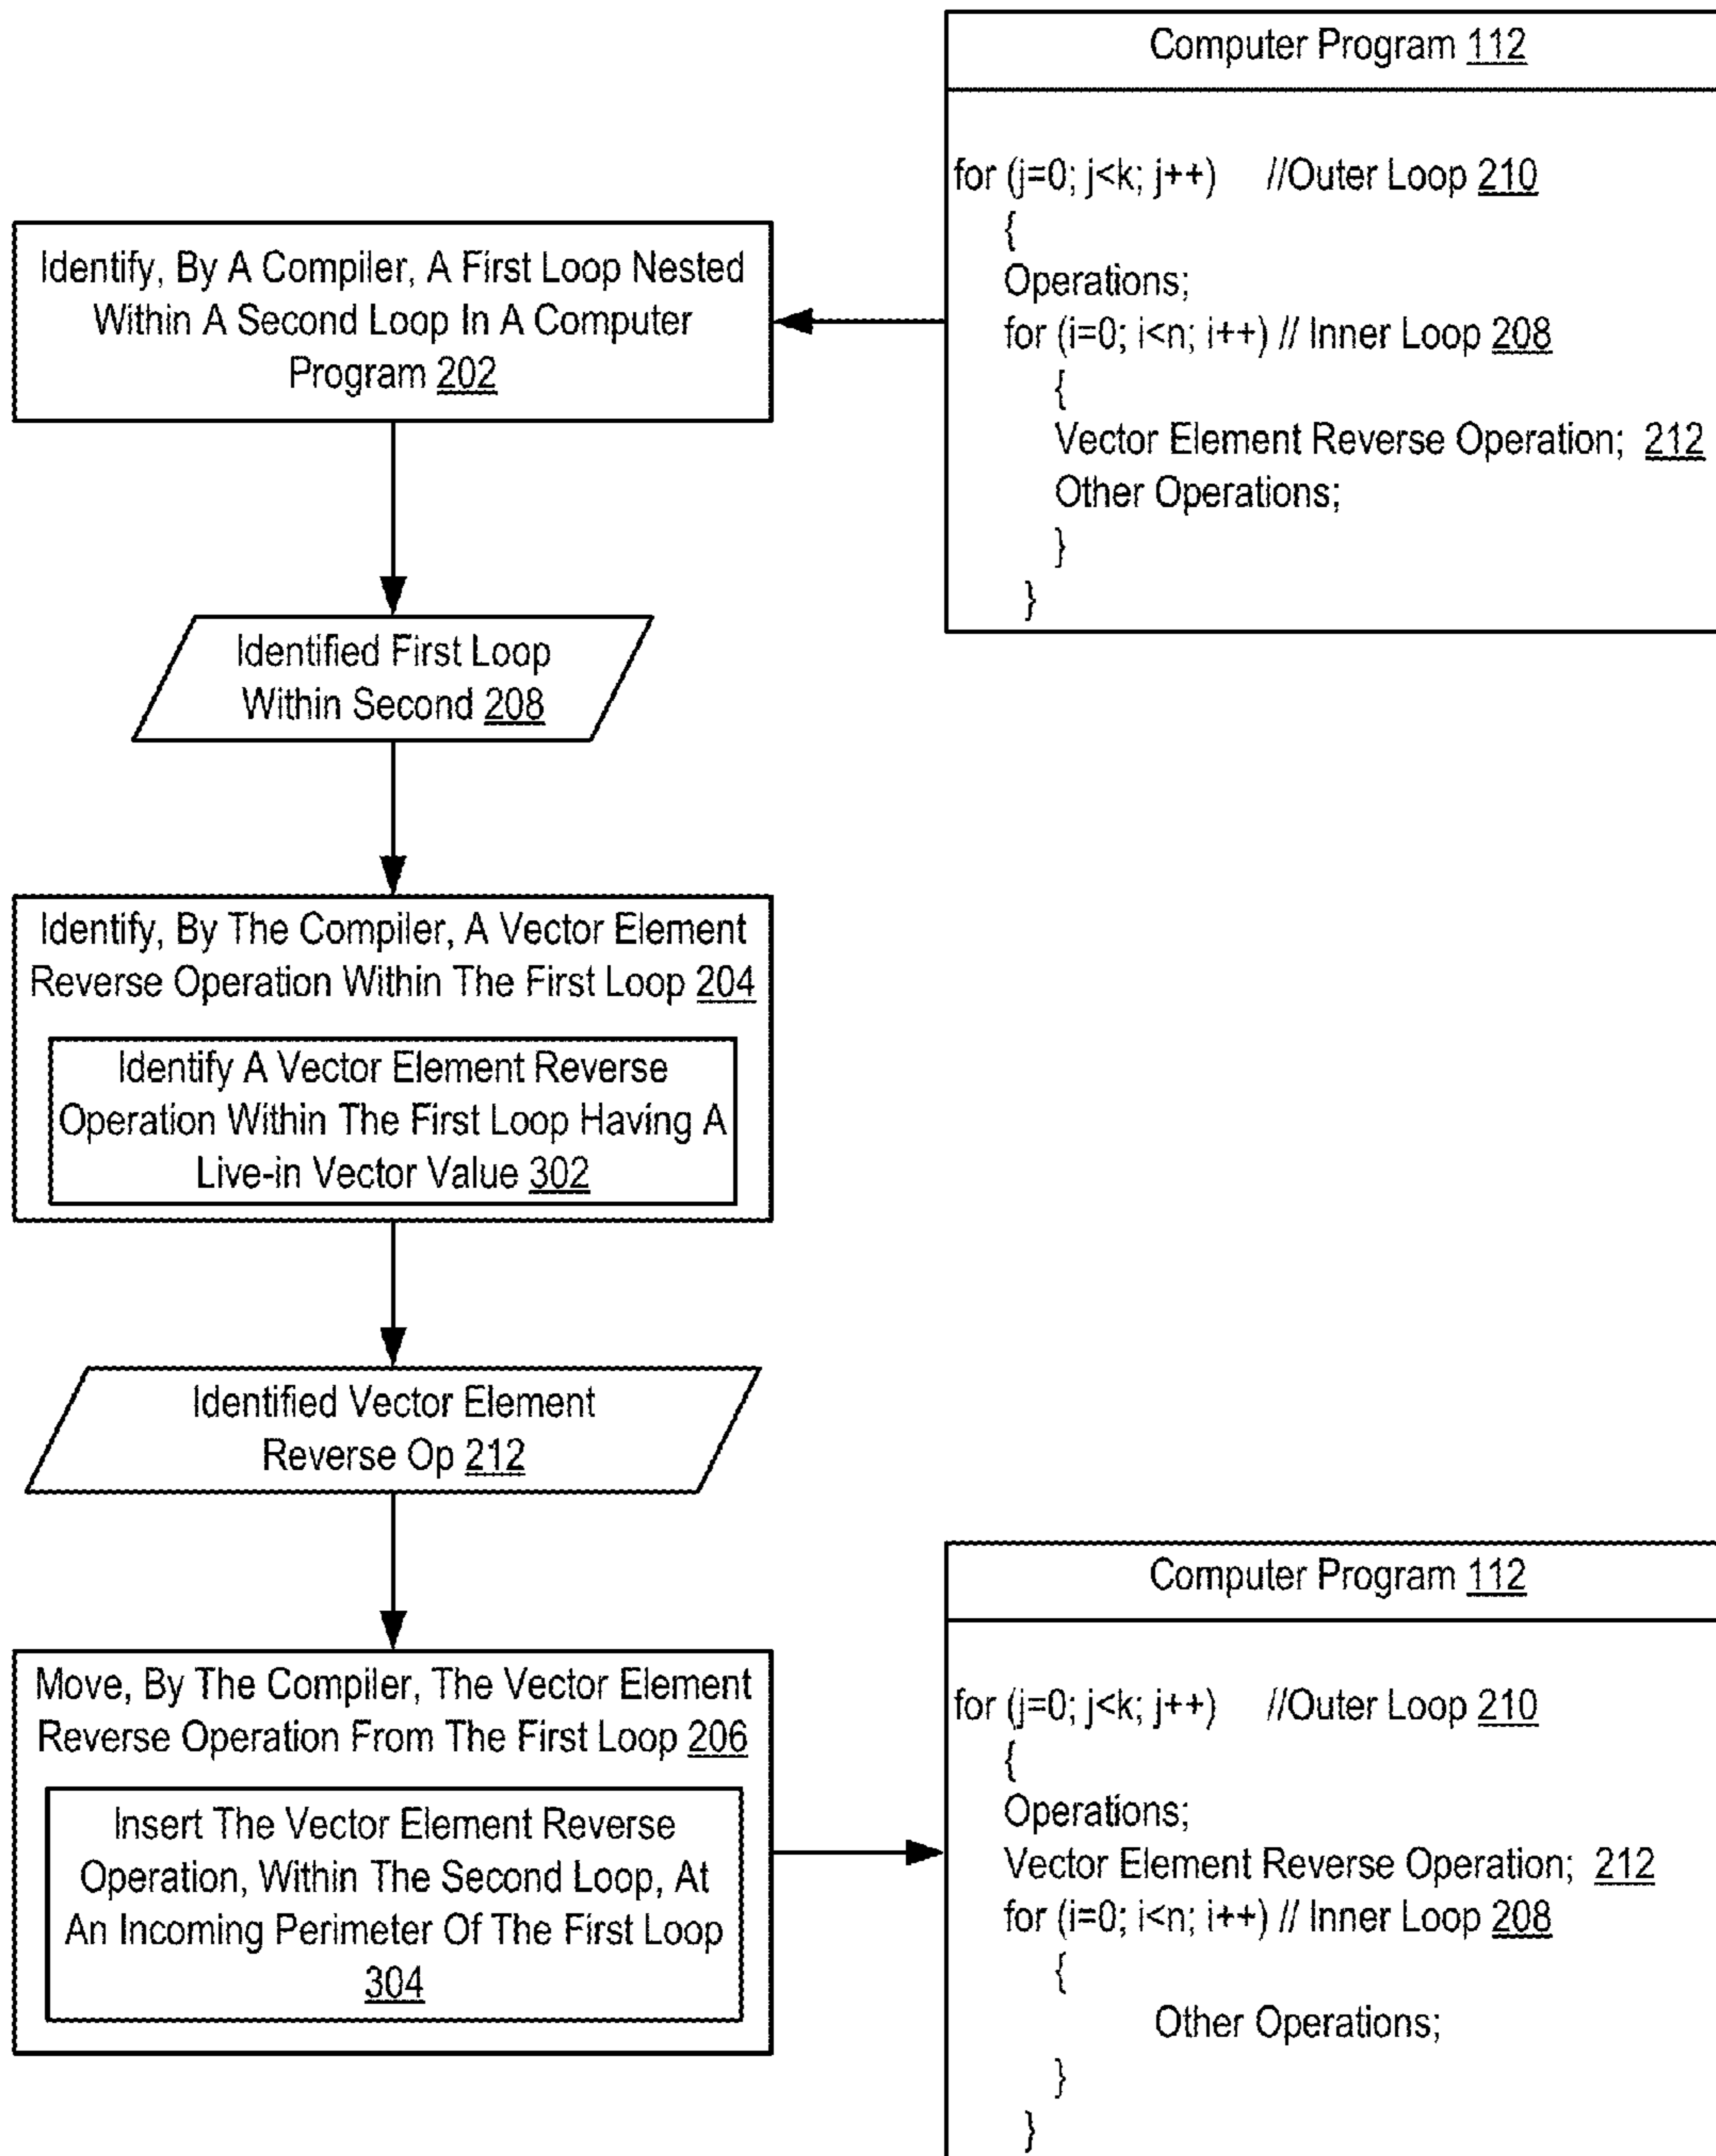 Computer Program 112
for (j=0; j<k; j++) //Outer Loop 210
{
Operations;
for (i=0; i<n; i++) // Inner Loop 208
{
Vector Element Reverse Operation; 212
Other Operations;
}
}
Identify, By A Compiler, A First Loop Nested
Within A Second Loop In A Computer
Program 202
Identified First Loop
Within Second 208
Identify, By The Compiler, A Vector Element
Reverse Operation Within The First Loop 204
Identify A Vector Element Reverse
Operation Within The First Loop Having A
Live-in Vector Value 302
Identified Vector Element
Reverse Op 212
Move, By The Compiler, The Vector Element
Reverse Operation From The First Loop 206
Insert The Vector Element Reverse
Operation, Within The Second Loop, At
An Incoming Perimeter Of The First Loop
304
Computer Program 112
for (j=0; j<k; j++) //Outer Loop 210
{
Operations;
Vector Element Reverse Operation; 212
for (i=0; i<n; i++) // Inner Loop 208
{
Other Operations;
}
}